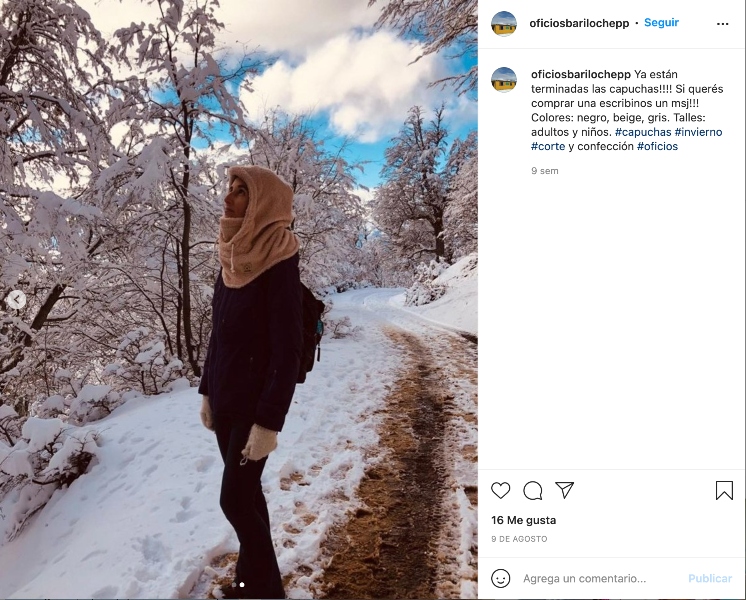 oficiosbarilochepp • Seguir
oficiosbarilochepp Ya están
terminadas las capuchas!!!! Si querés
comprar una escribinos un msj!!!
Colores: negro, beige, gris. Talles:
adultos y niños. #capuchas #invierno
#corte y confección #oficios
9 sem
16 Me gusta
9 DE AGOSTO
Agrega un comentario... Publicar